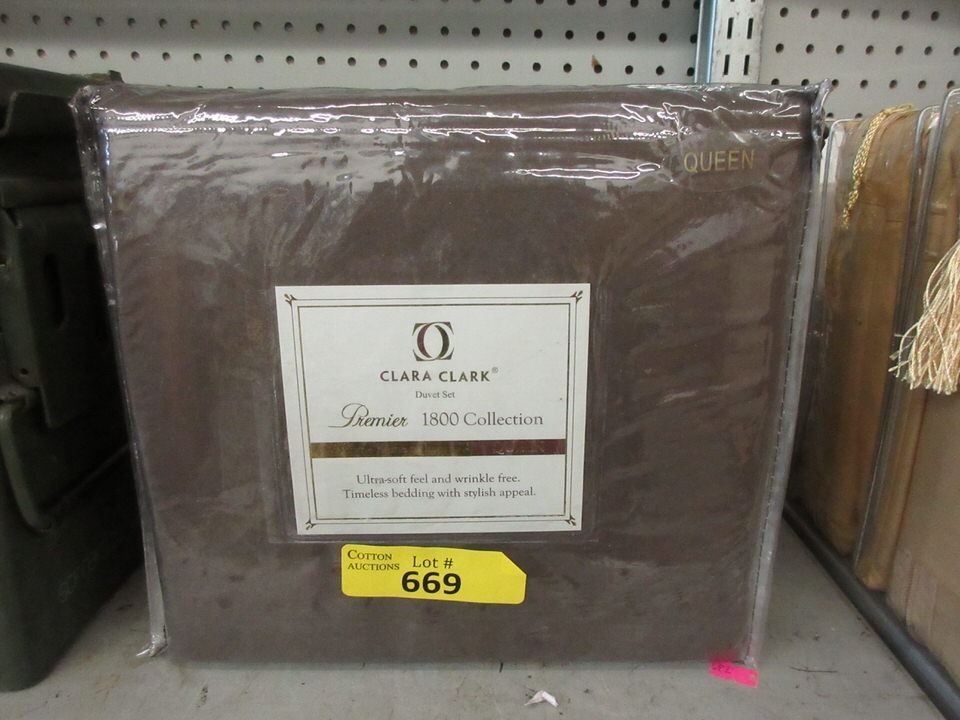 QUEEN
CLARA CLARK®
Duvet Set
Premier 1800 Collection
Ultra-soft feel and wrinkle free.
Timeless bedding with stylish appeal.
COTTON
AUCTIONS
Lot #
669